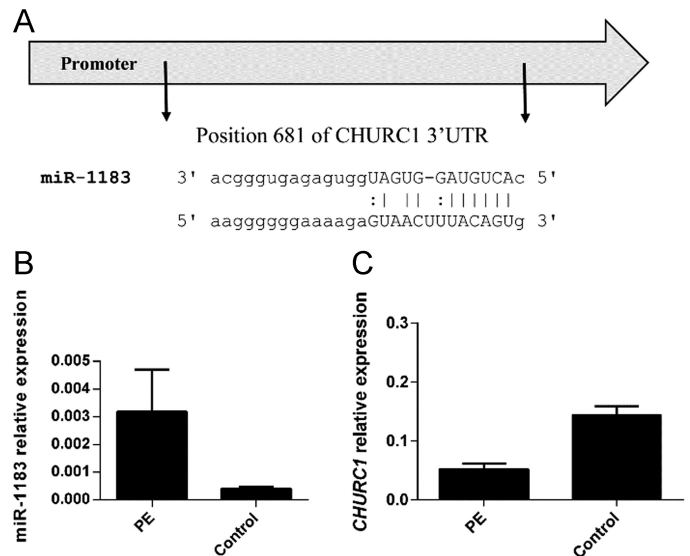 A
Promoter
Position 681 of CHURC1 3'UTR
miR-1183 3' acgggugagagugguUAGUG-GAUGUCAc 5'
:| || :||||||
5' aagggggggaaaagaGUAACUUUACAGUg 3'
B
miR-1183 relative expression
0.005
0.004
0.003
0.002
0.001
0.000
PE
Control
C
CHURC1 relative expression
0.3
0.2
0.1
0.0
PE
Control